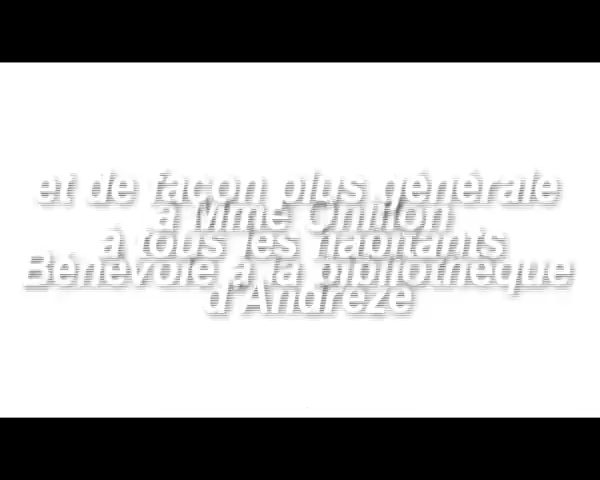 et de façon plus générale
à Mme Onillon
à tous les habitants
Bénévole à la bibliothèque
d'Andrezé